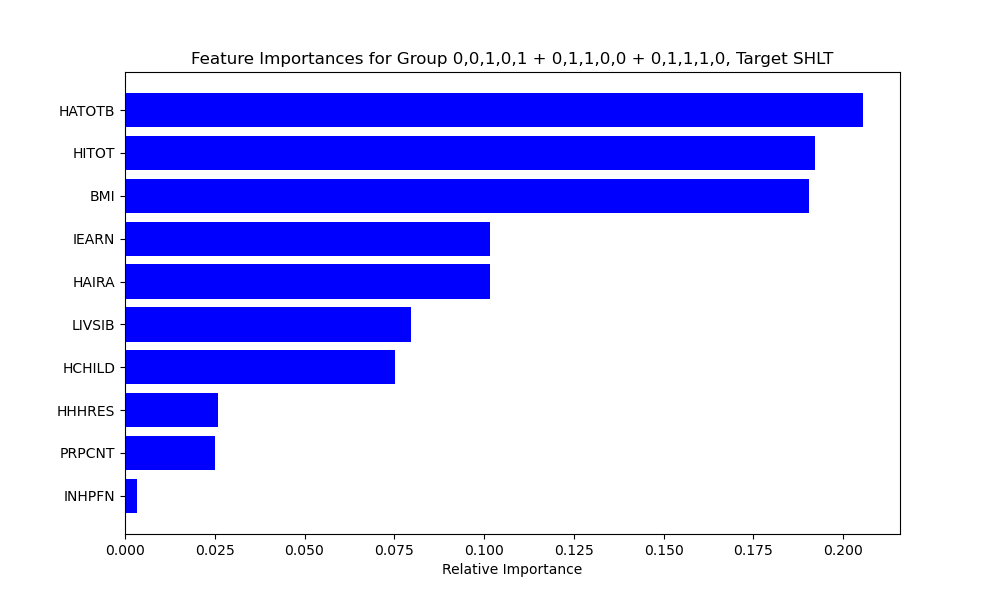 Feature Importances for Group 0,0,1,0,1 + 0,1,1,0,0 + 0,1,1,1,0, Target SHLT
HATOTB
HITOT
BMI
IEARN
HAIRA
LIVSIB
HCHILD
HHHRES
PRPCNT
INHPFN
0.000 0.025 0.050 0.075 0.100 0.125 0.150 0.175 0.200
Relative Importance